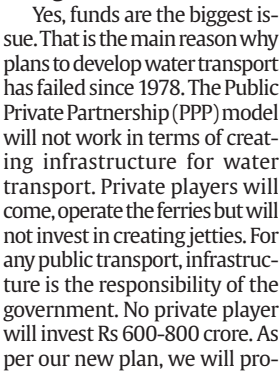 Yes, funds are the biggest is-
sue. That is the main reason why
plans to develop water transport
has failed since 1978. The Public
Private Partnership (PPP) model
will not work in terms of creat-
ing infrastructure for water
transport. Private players will
come, operate the ferries but will
not invest in creating jetties. For
any public transport, infrastruc-
ture is the responsibility of the
government. No private player
will invest Rs 600-800 crore. As
per our new plan, we will pro-